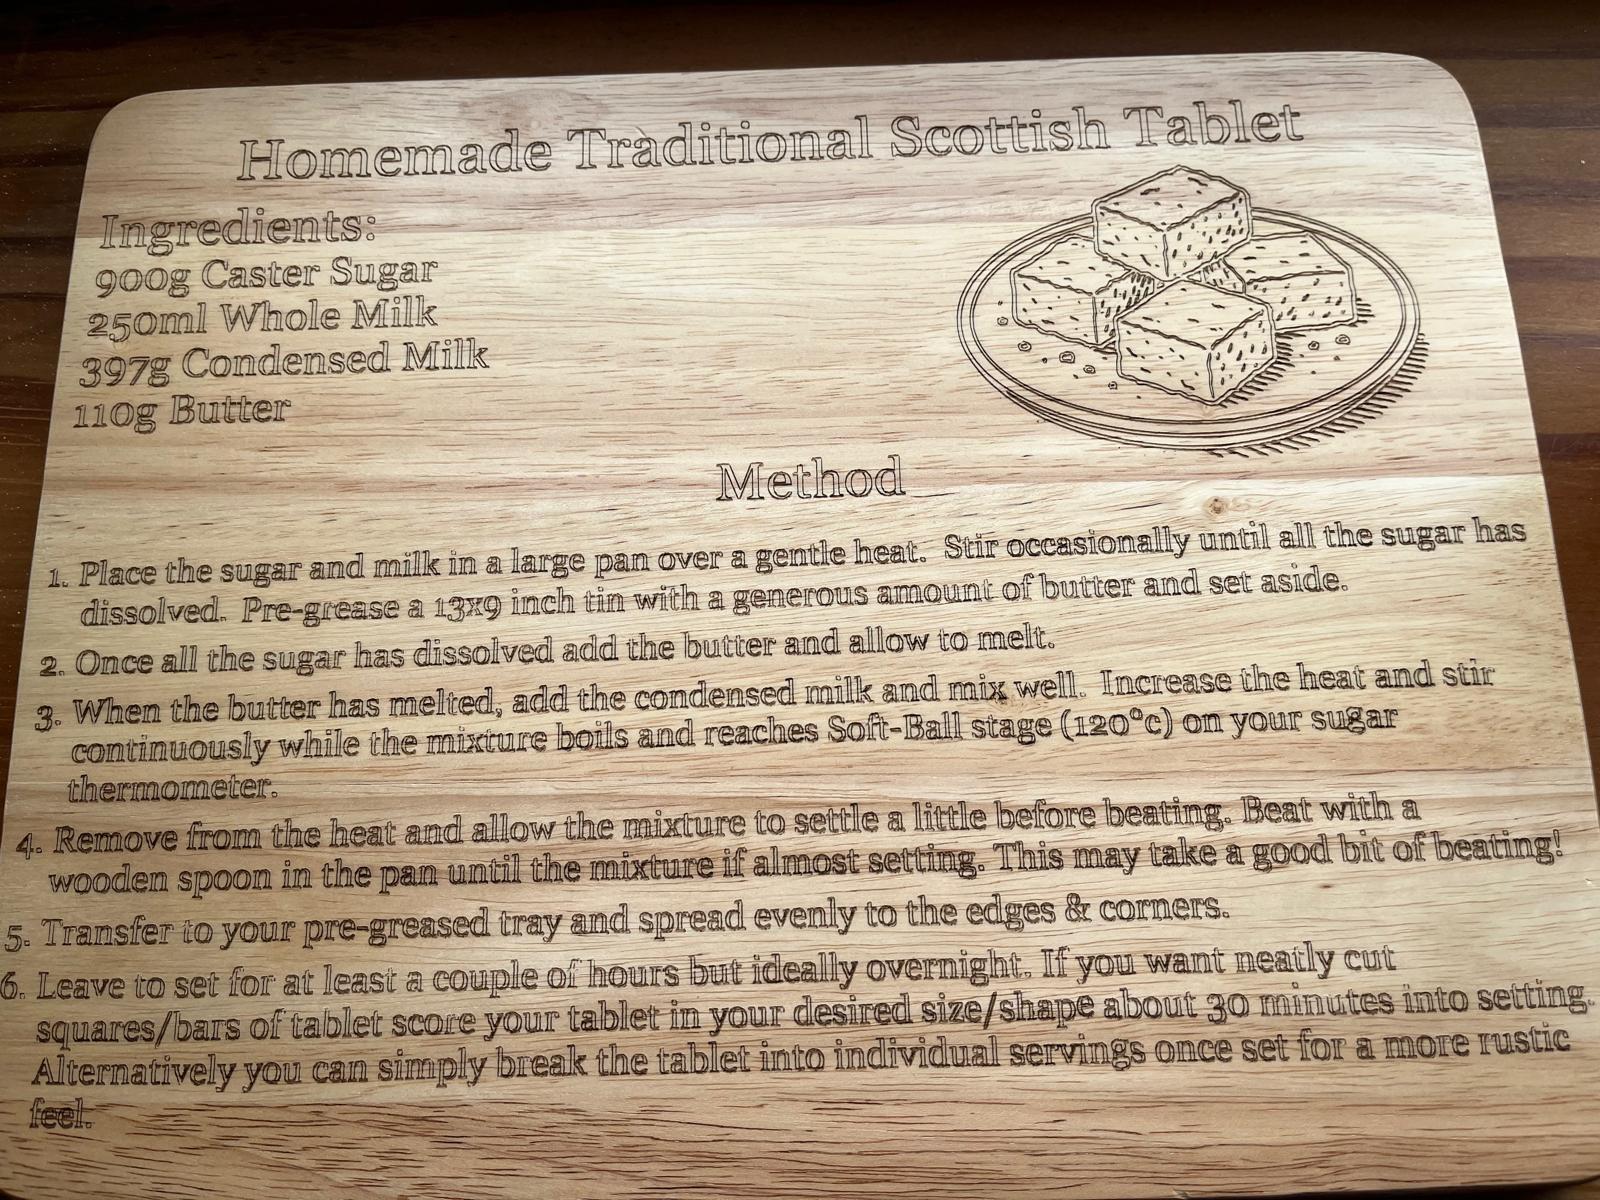 Homemade Traditional Scottish Tablet
Ingredients:
900g Caster Sugar
250ml Whole Milk
397g Condensed Milk
110g Butter
Method
1. Place the sugar and milk in a large pan over a gentle heat.  Stir occasionally until all the sugar has
dissolved.  Pre-grease a 13x9 inch tin with a generous amount of butter and set aside.
2. Once all the sugar has dissolved add the butter and allow to melt.
3. When the butter has melted, add the condensed milk and mix well.  Increase the heat and stir
continuously while the mixture boils and reaches Soft-Ball stage (120°c) on your sugar
thermometer.
4. Remove from the heat and allow the mixture to settle a little before beating. Beat with a
wooden spoon in the pan until the mixture if almost setting. This may take a good bit of beating!
5. Transfer to your pre-greased tray and spread evenly to the edges & corners.
6. Leave to set for at least a couple of hours but ideally overnight. If you want neatly cut
squares/bars of tablet score your tablet in your desired size/shape about 30 minutes into setting.
Alternatively you can simply break the tablet into individual servings once set for a more rustic
feel.